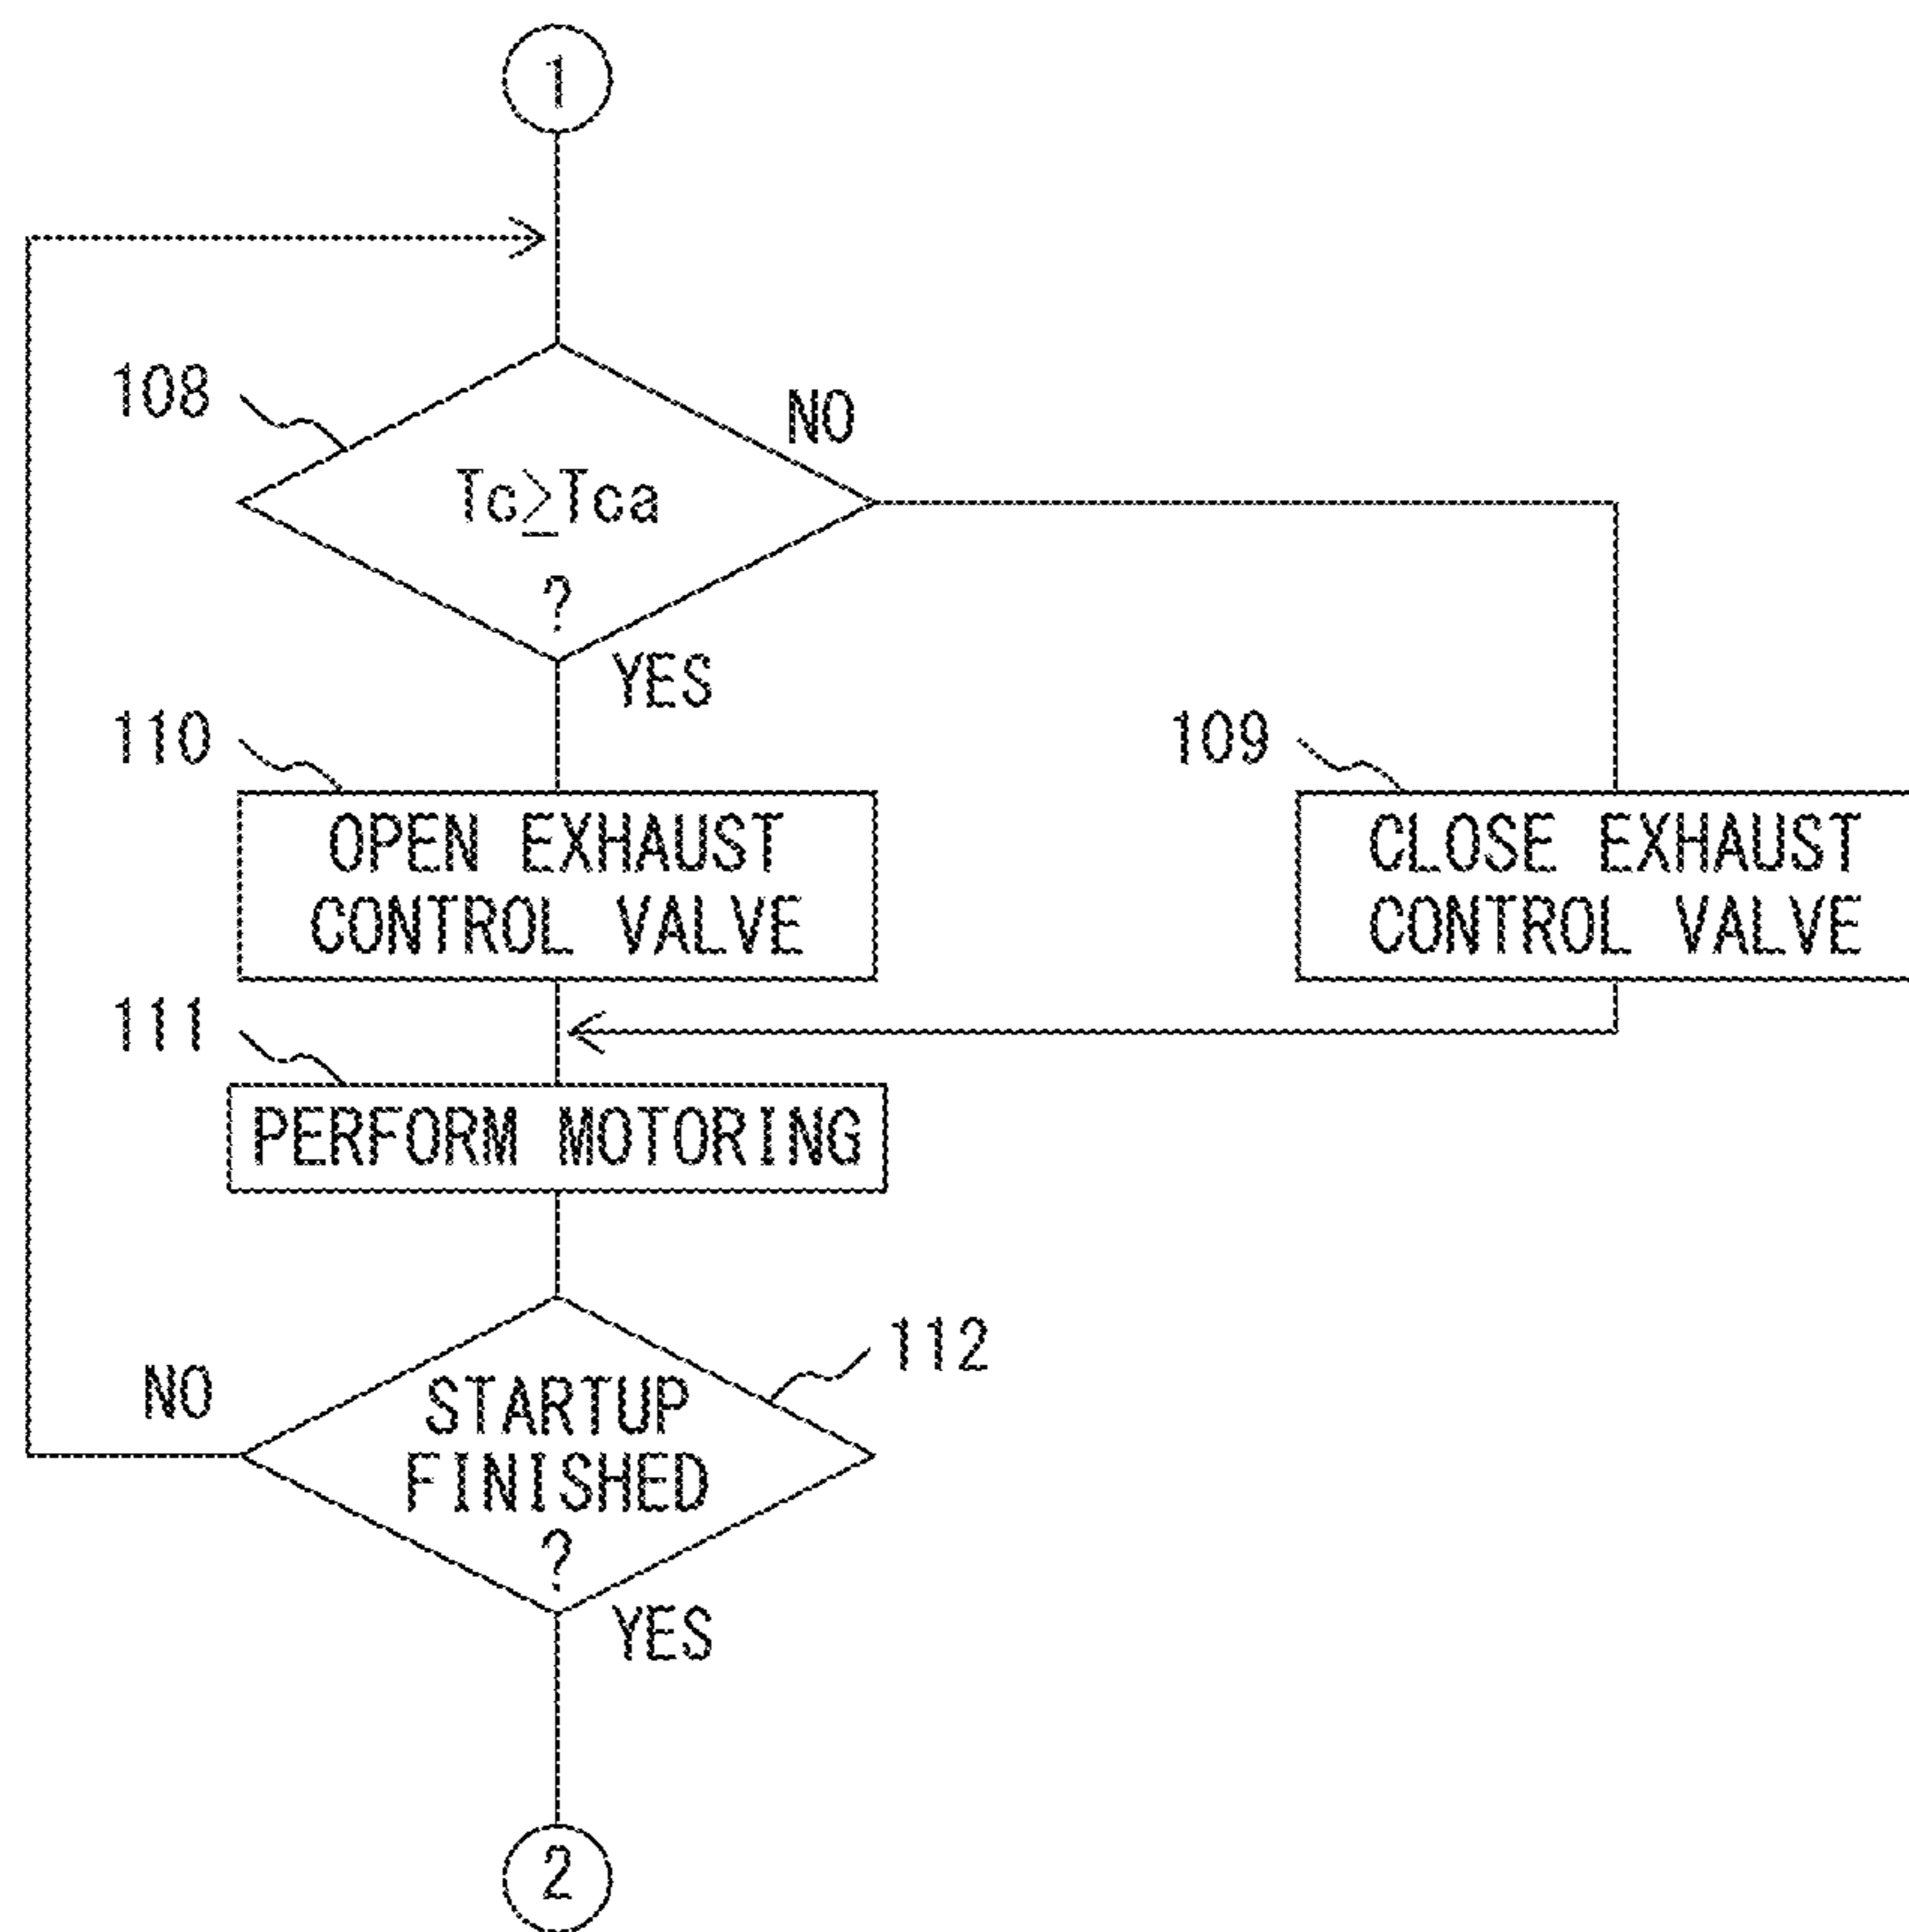 1
108
NO
Tc≧Tca
?
YES
110
109
OPEN EXHAUST
CONTROL VALVE
CLOSE EXHAUST
CONTROL VALVE
111
PERFORM MOTORING
112
NO
STARTUP
FINISHED
?
YES
2